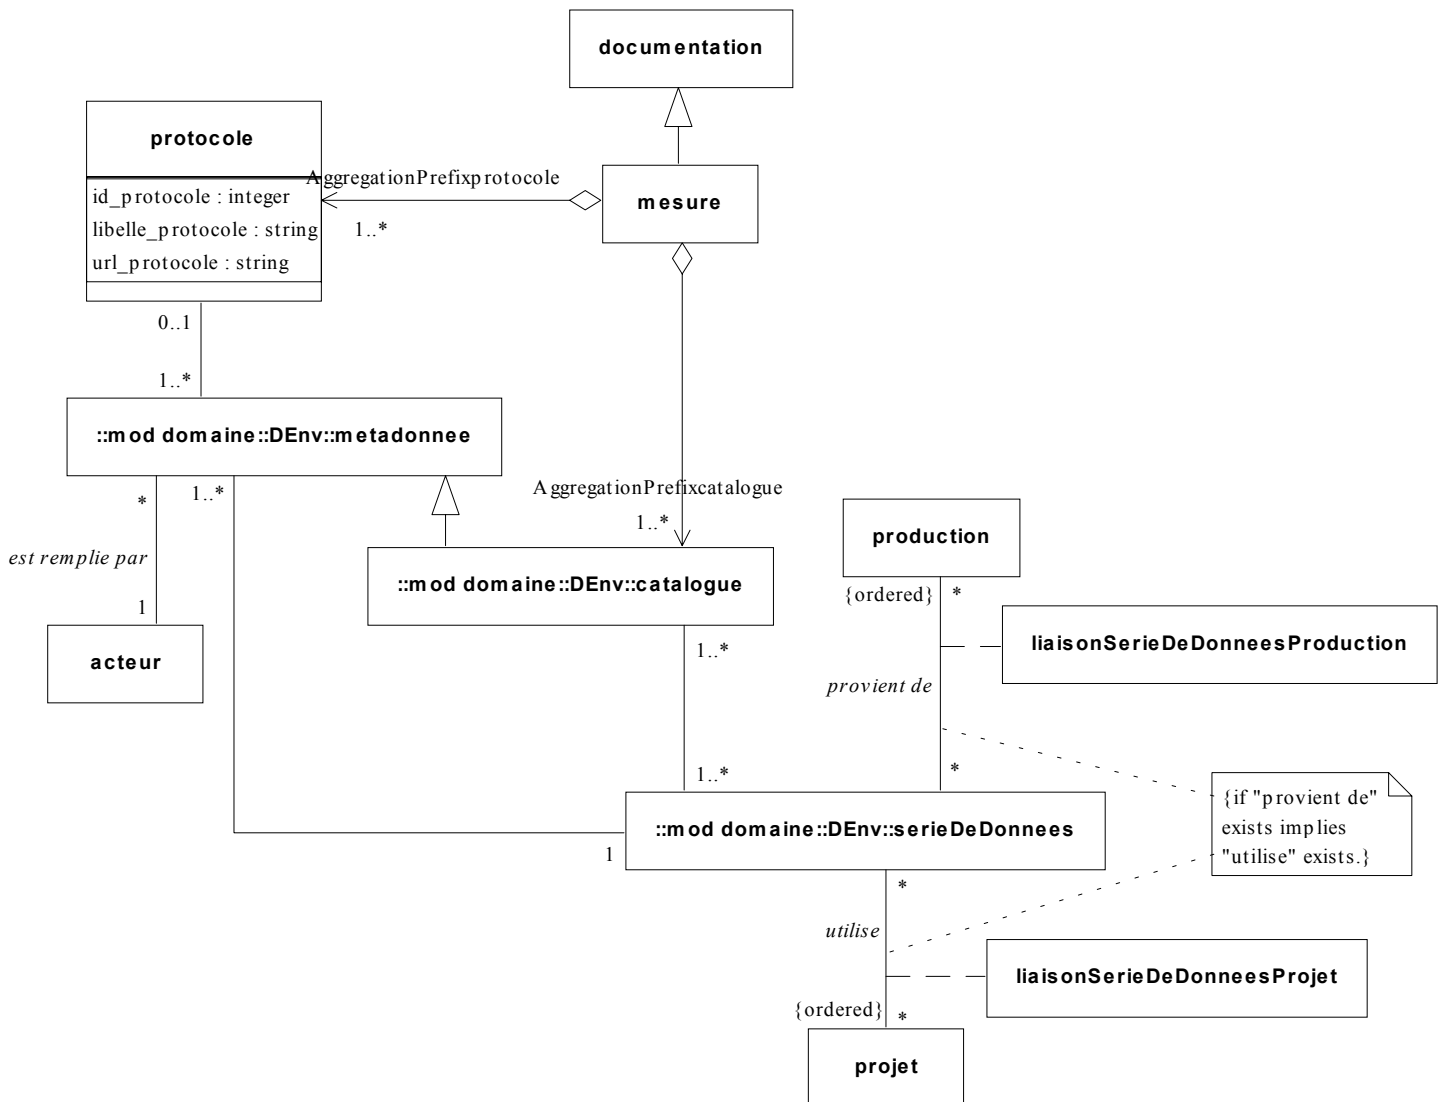 documentation
protocole
id_protocole : integer
libelle_protocole : string
url_protocole : string
AggregationPrefixprotocole
1..*
mesure
0..1
1..*
::mod domaine::DEnv::metadonnee
*
1..*
est remplie par
1
acteur
AggregationPrefixcatalogue
1..*
::mod domaine::DEnv::catalogue
1..*
production
{ordered}
*
liaisonSerieDeDonneesProduction
provient de
1..*
*
::mod domaine::DEnv::serieDeDonnees
1
{if "provient de"
exists implies
"utilise" exists.}
*
utilise
liaisonSerieDeDonneesProjet
{ordered}
*
projet